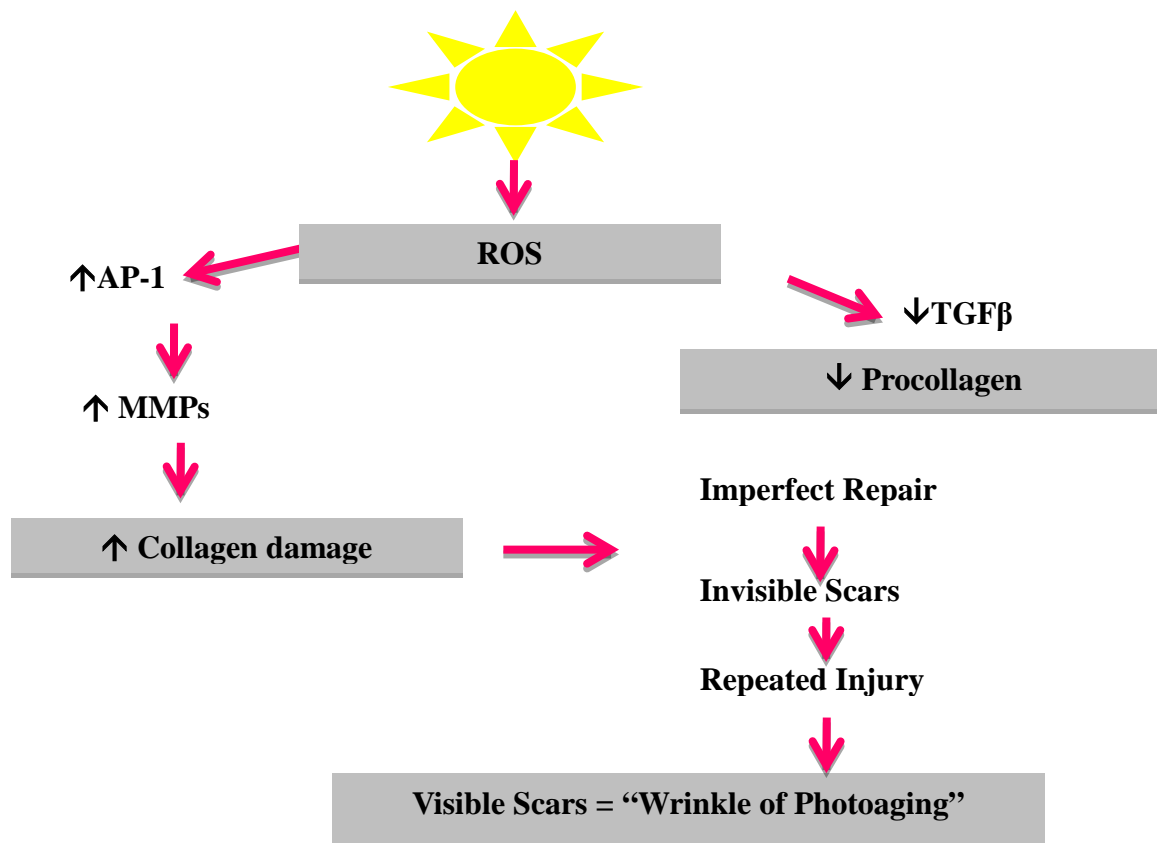 ROS
↑AP-1
↓TGFβ
↓ Procollagen
↑ MMPs
Imperfect Repair
↑ Collagen damage
Invisible Scars
Repeated Injury
Visible Scars = “Wrinkle of Photoaging”